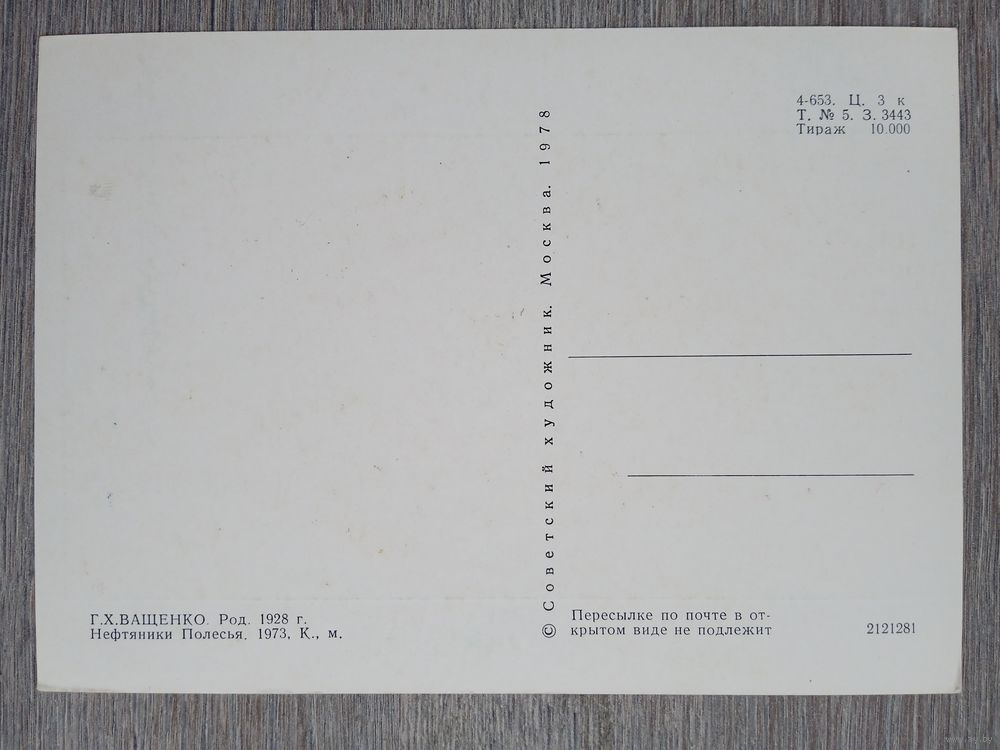 4-653. Ц. 3 к
Т. № 5. З. 3443
Тираж 10.000
© Советский художник. Москва. 1978
Г.Х.ВАЩЕНКО. Род. 1928 г.
Нефтяники Полесья. 1973, К., м.
Пересылке по почте в от-
крытом виде не подлежит
2121281